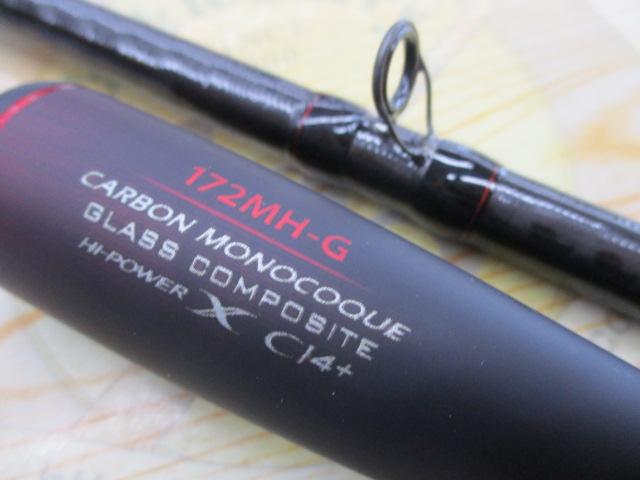 172MH-G
CARBON MONOCOQUE
GLASS COMPOSITE
HI-POWER X CI4+